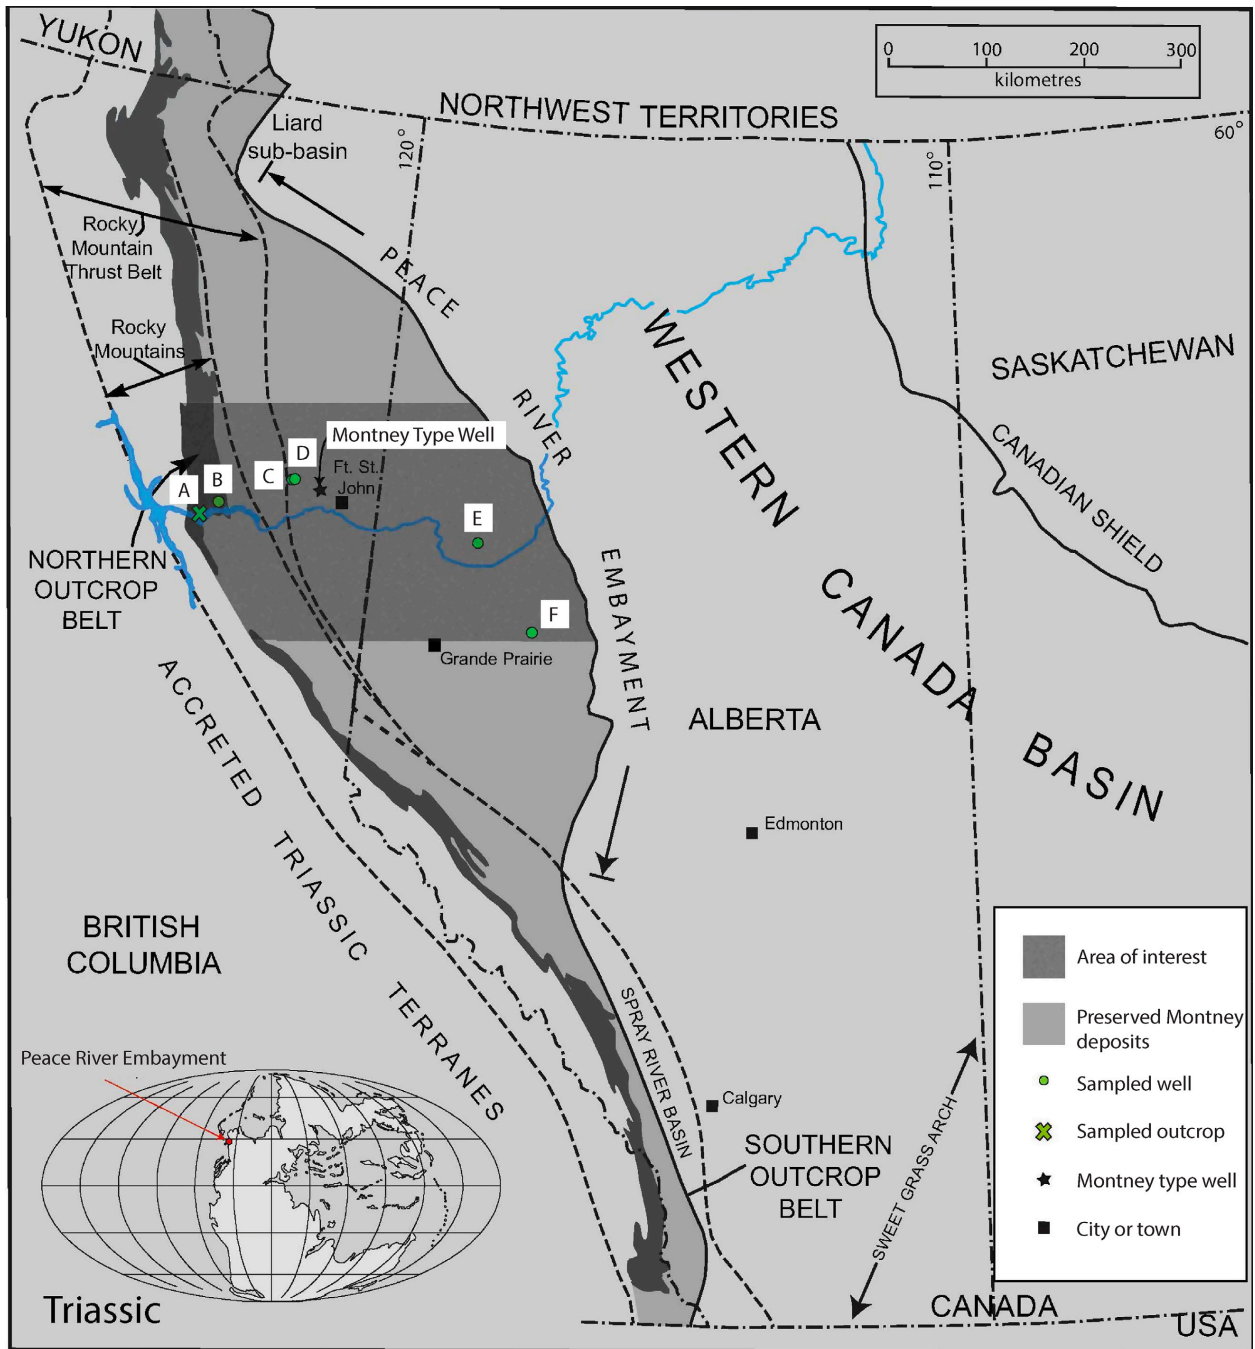 YUKON
0 100 200 300
kilometres
NORTHWEST TERRITORIES
60°
Liard
sub-basin
120°
110°
Rocky
Mountain
Thrust Belt
PEACE
Rocky
Mountains
WESTERN
SASKATCHEWAN
RIVER
CANADIAN SHIELD
Montney Type Well
D
C
B
A
Ft. St.
John
E
NORTHERN
OUTCROP
BELT
EMBAYMENT
CANADA
F
Grande Prairie
ACCRETED TRIASSIC TERRANES
ALBERTA
BASIN
Edmonton
BRITISH
COLUMBIA
SPRAY RIVER BASIN
Area of interest
Preserved Montney
deposits
Sampled well
Sampled outcrop
Montney type well
City or town
Peace River Embayment
Calgary
SOUTHERN
OUTCROP
BELT
SWEET GRASS ARCH
Triassic
CANADA
USA